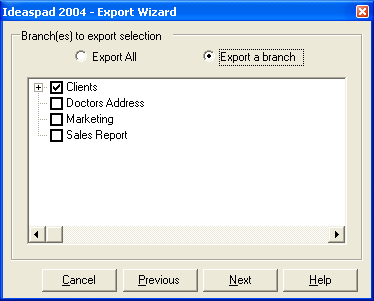 Ideaspad 2004 - Export Wizard
Branch(es) to export selection
Export All Export a branch
Clients
Doctors Address
Marketing
Sales Report
Cancel Previous Next Help